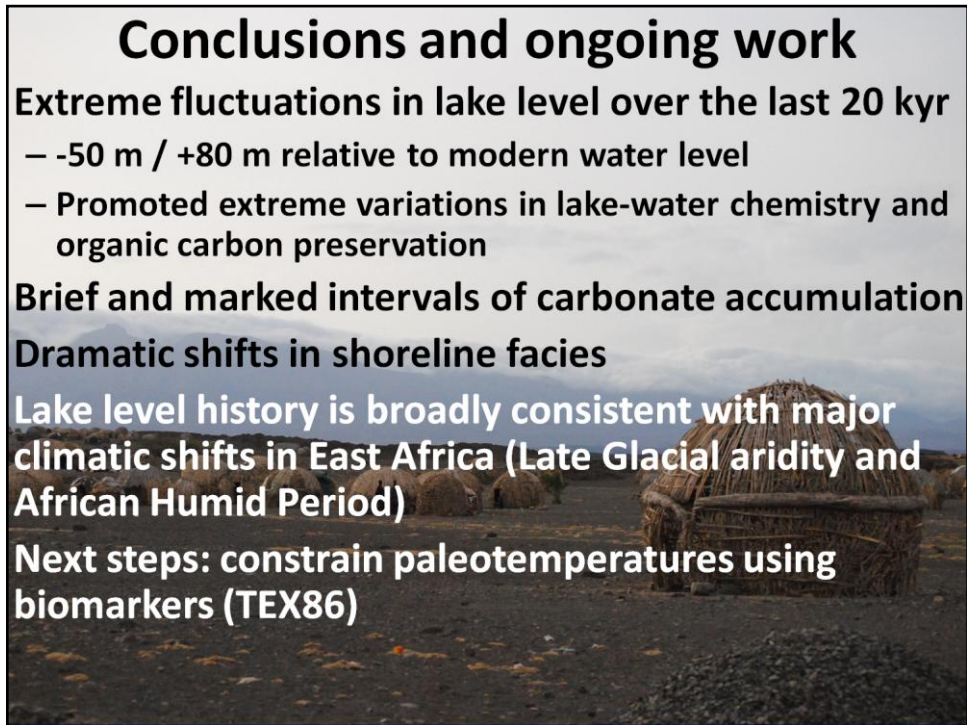 Conclusions and ongoing work
Extreme fluctuations in lake level over the last 20 kyr
– -50 m / +80 m relative to modern water level
– Promoted extreme variations in lake-water chemistry and
organic carbon preservation
Brief and marked intervals of carbonate accumulation
Dramatic shifts in shoreline facies
Lake level history is broadly consistent with major
climatic shifts in East Africa (Late Glacial aridity and
African Humid Period)
Next steps: constrain paleotemperatures using
biomarkers (TEX86)